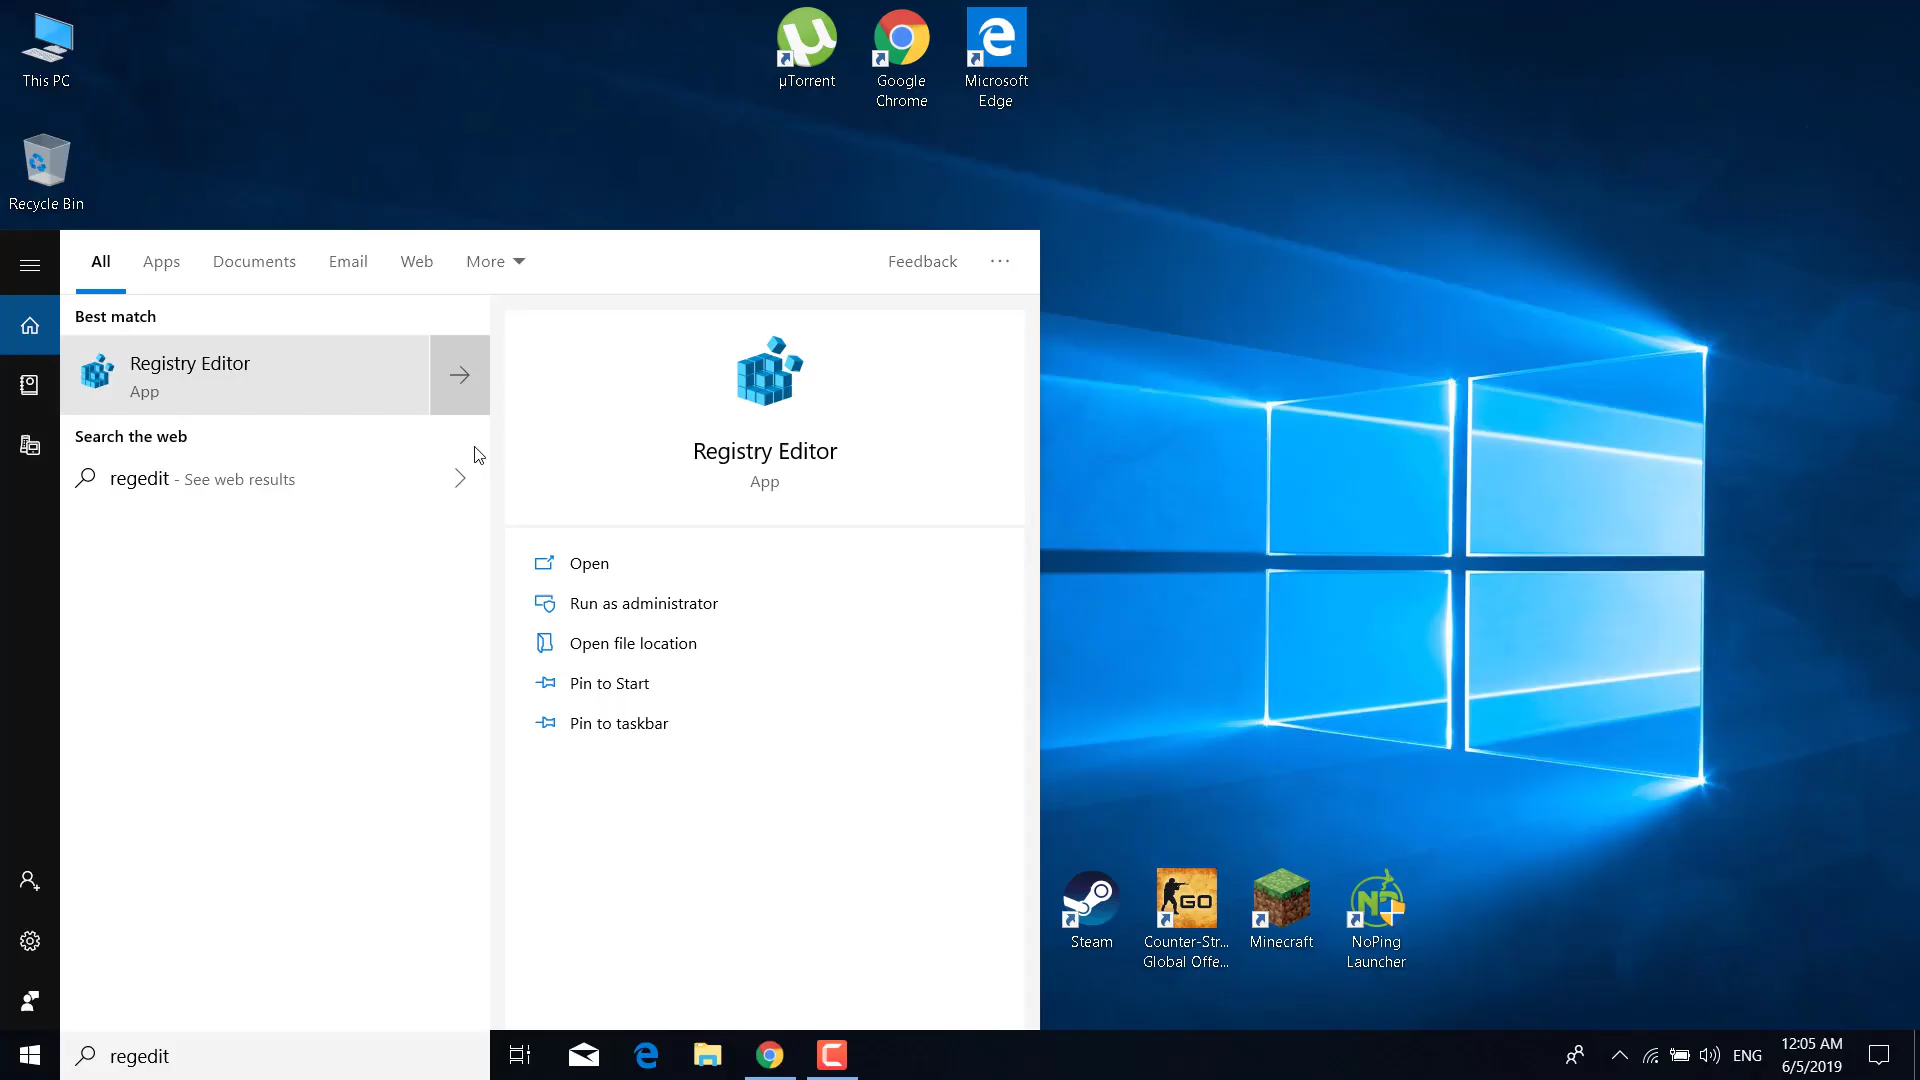 This PC
µTorrent
Google
Chrome
Microsoft
Edge
Recycle Bin
All
Apps
Documents
Email
Web
More
Feedback
Best match
Registry Editor
App
Search the web
regedit - See web results
Registry Editor
App
Open
Run as administrator
Open file location
Pin to Start
Pin to taskbar
GO
Steam
Counter-Str...
Global Offe...
Minecraft
NoPing
Launcher
regedit
ENG
12:05 AM
6/5/2019